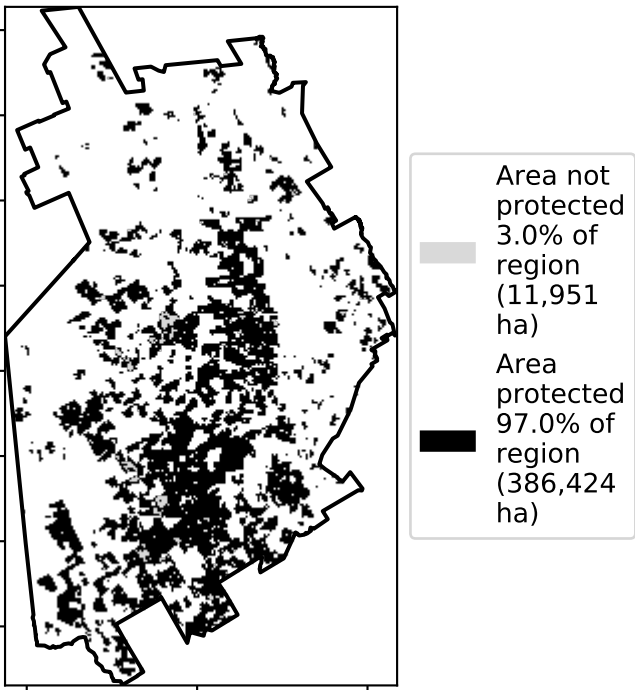 Area not
protected
3.0% of
region
(11,951
ha)
Area
protected
97.0% of
region
(386,424
ha)